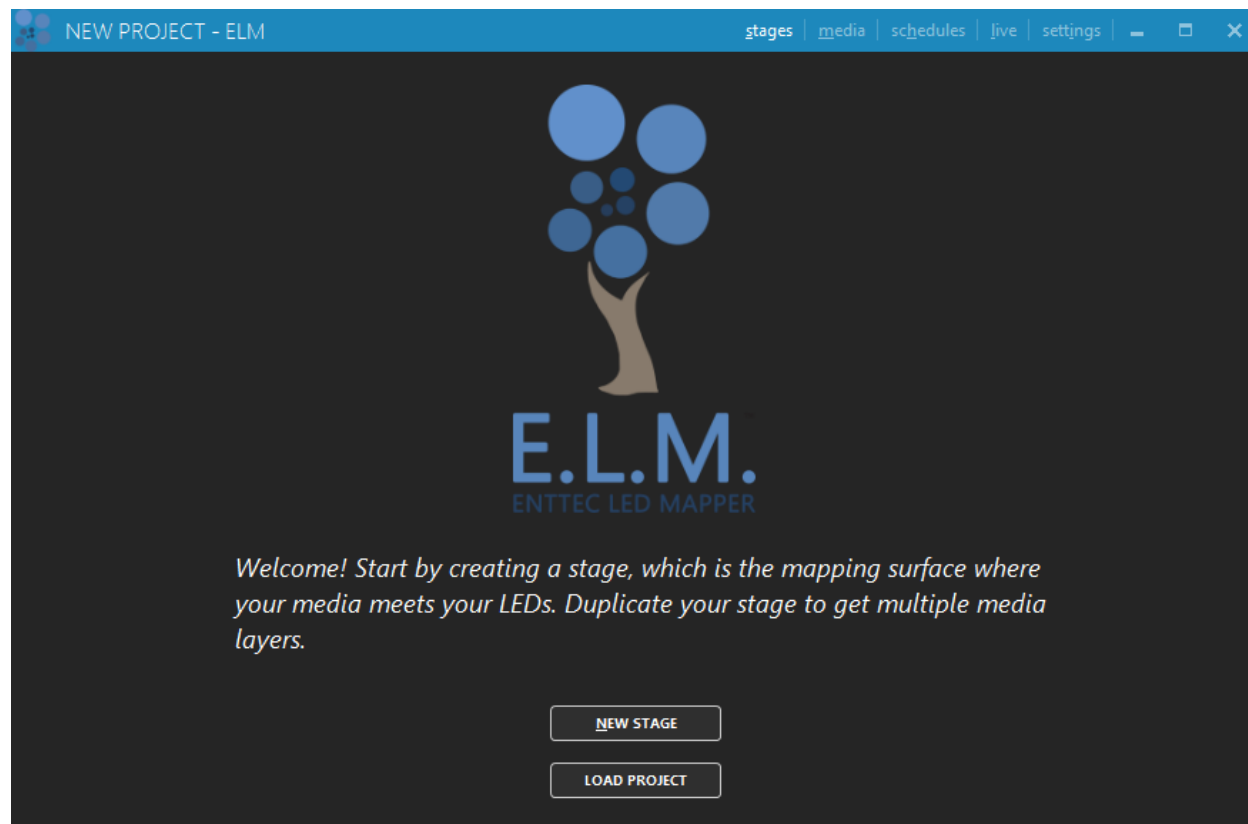 NEW PROJECT - ELM
stages media schedules live settings
E.L.M.
ENTTEC LED MAPPER
Welcome! Start by creating a stage, which is the mapping surface where
your media meets your LEDs. Duplicate your stage to get multiple media
layers.
NEW STAGE
LOAD PROJECT